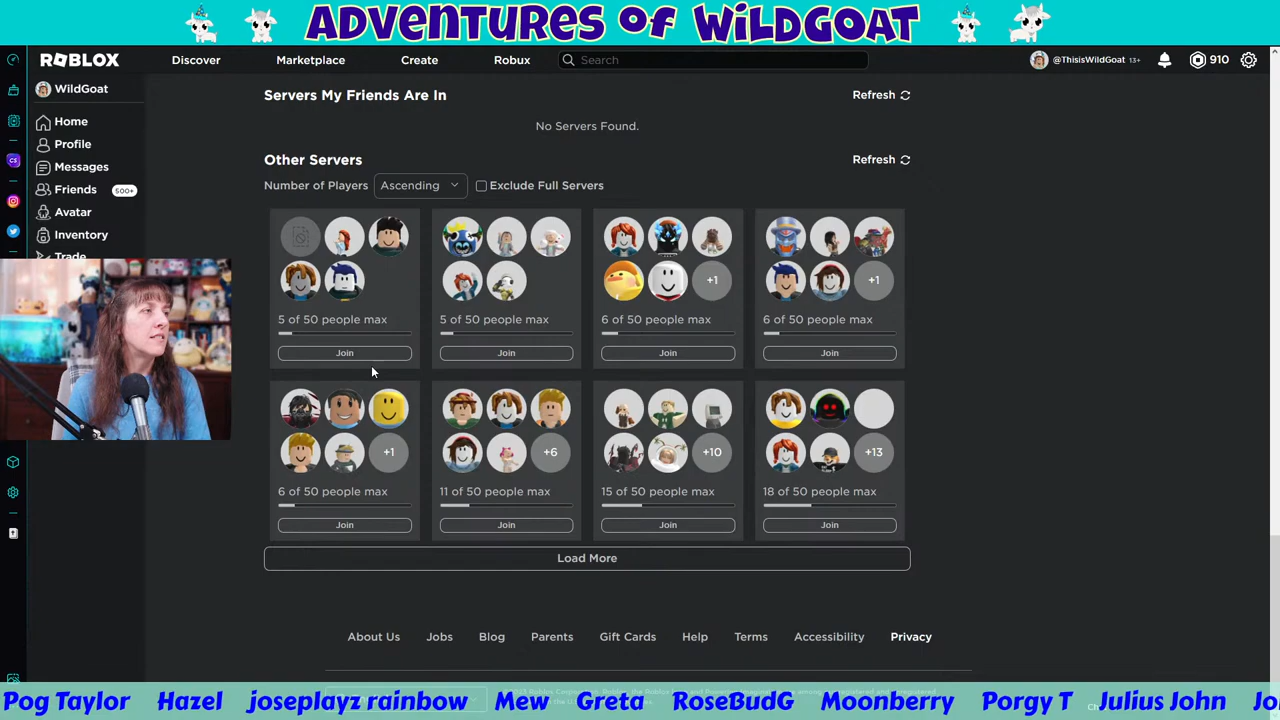 ADVENTURES OF WILDGOAT
ROBLOX Discover Marketplace Create Robux Search @ThisisWildGoat 13+ 910
WildGoat
Home
Profile
Messages
Friends 500+
Avatar
Inventory
Trade
Servers My Friends Are In Refresh
No Servers Found.
Other Servers Refresh
Number of Players Ascending Exclude Full Servers
+1 +1
5 of 50 people max 5 of 50 people max 6 of 50 people max 6 of 50 people max
Join Join Join Join
+1 +6 +10 +13
6 of 50 people max 11 of 50 people max 15 of 50 people max 18 of 50 people max
Join Join Join Join
Load More
About Us Jobs Blog Parents Gift Cards Help Terms Accessibility Privacy
Pog Taylor Hazel joseplayz rainbow Mew Greta RoseBudG Moonberry Porgy T Julius John Jo